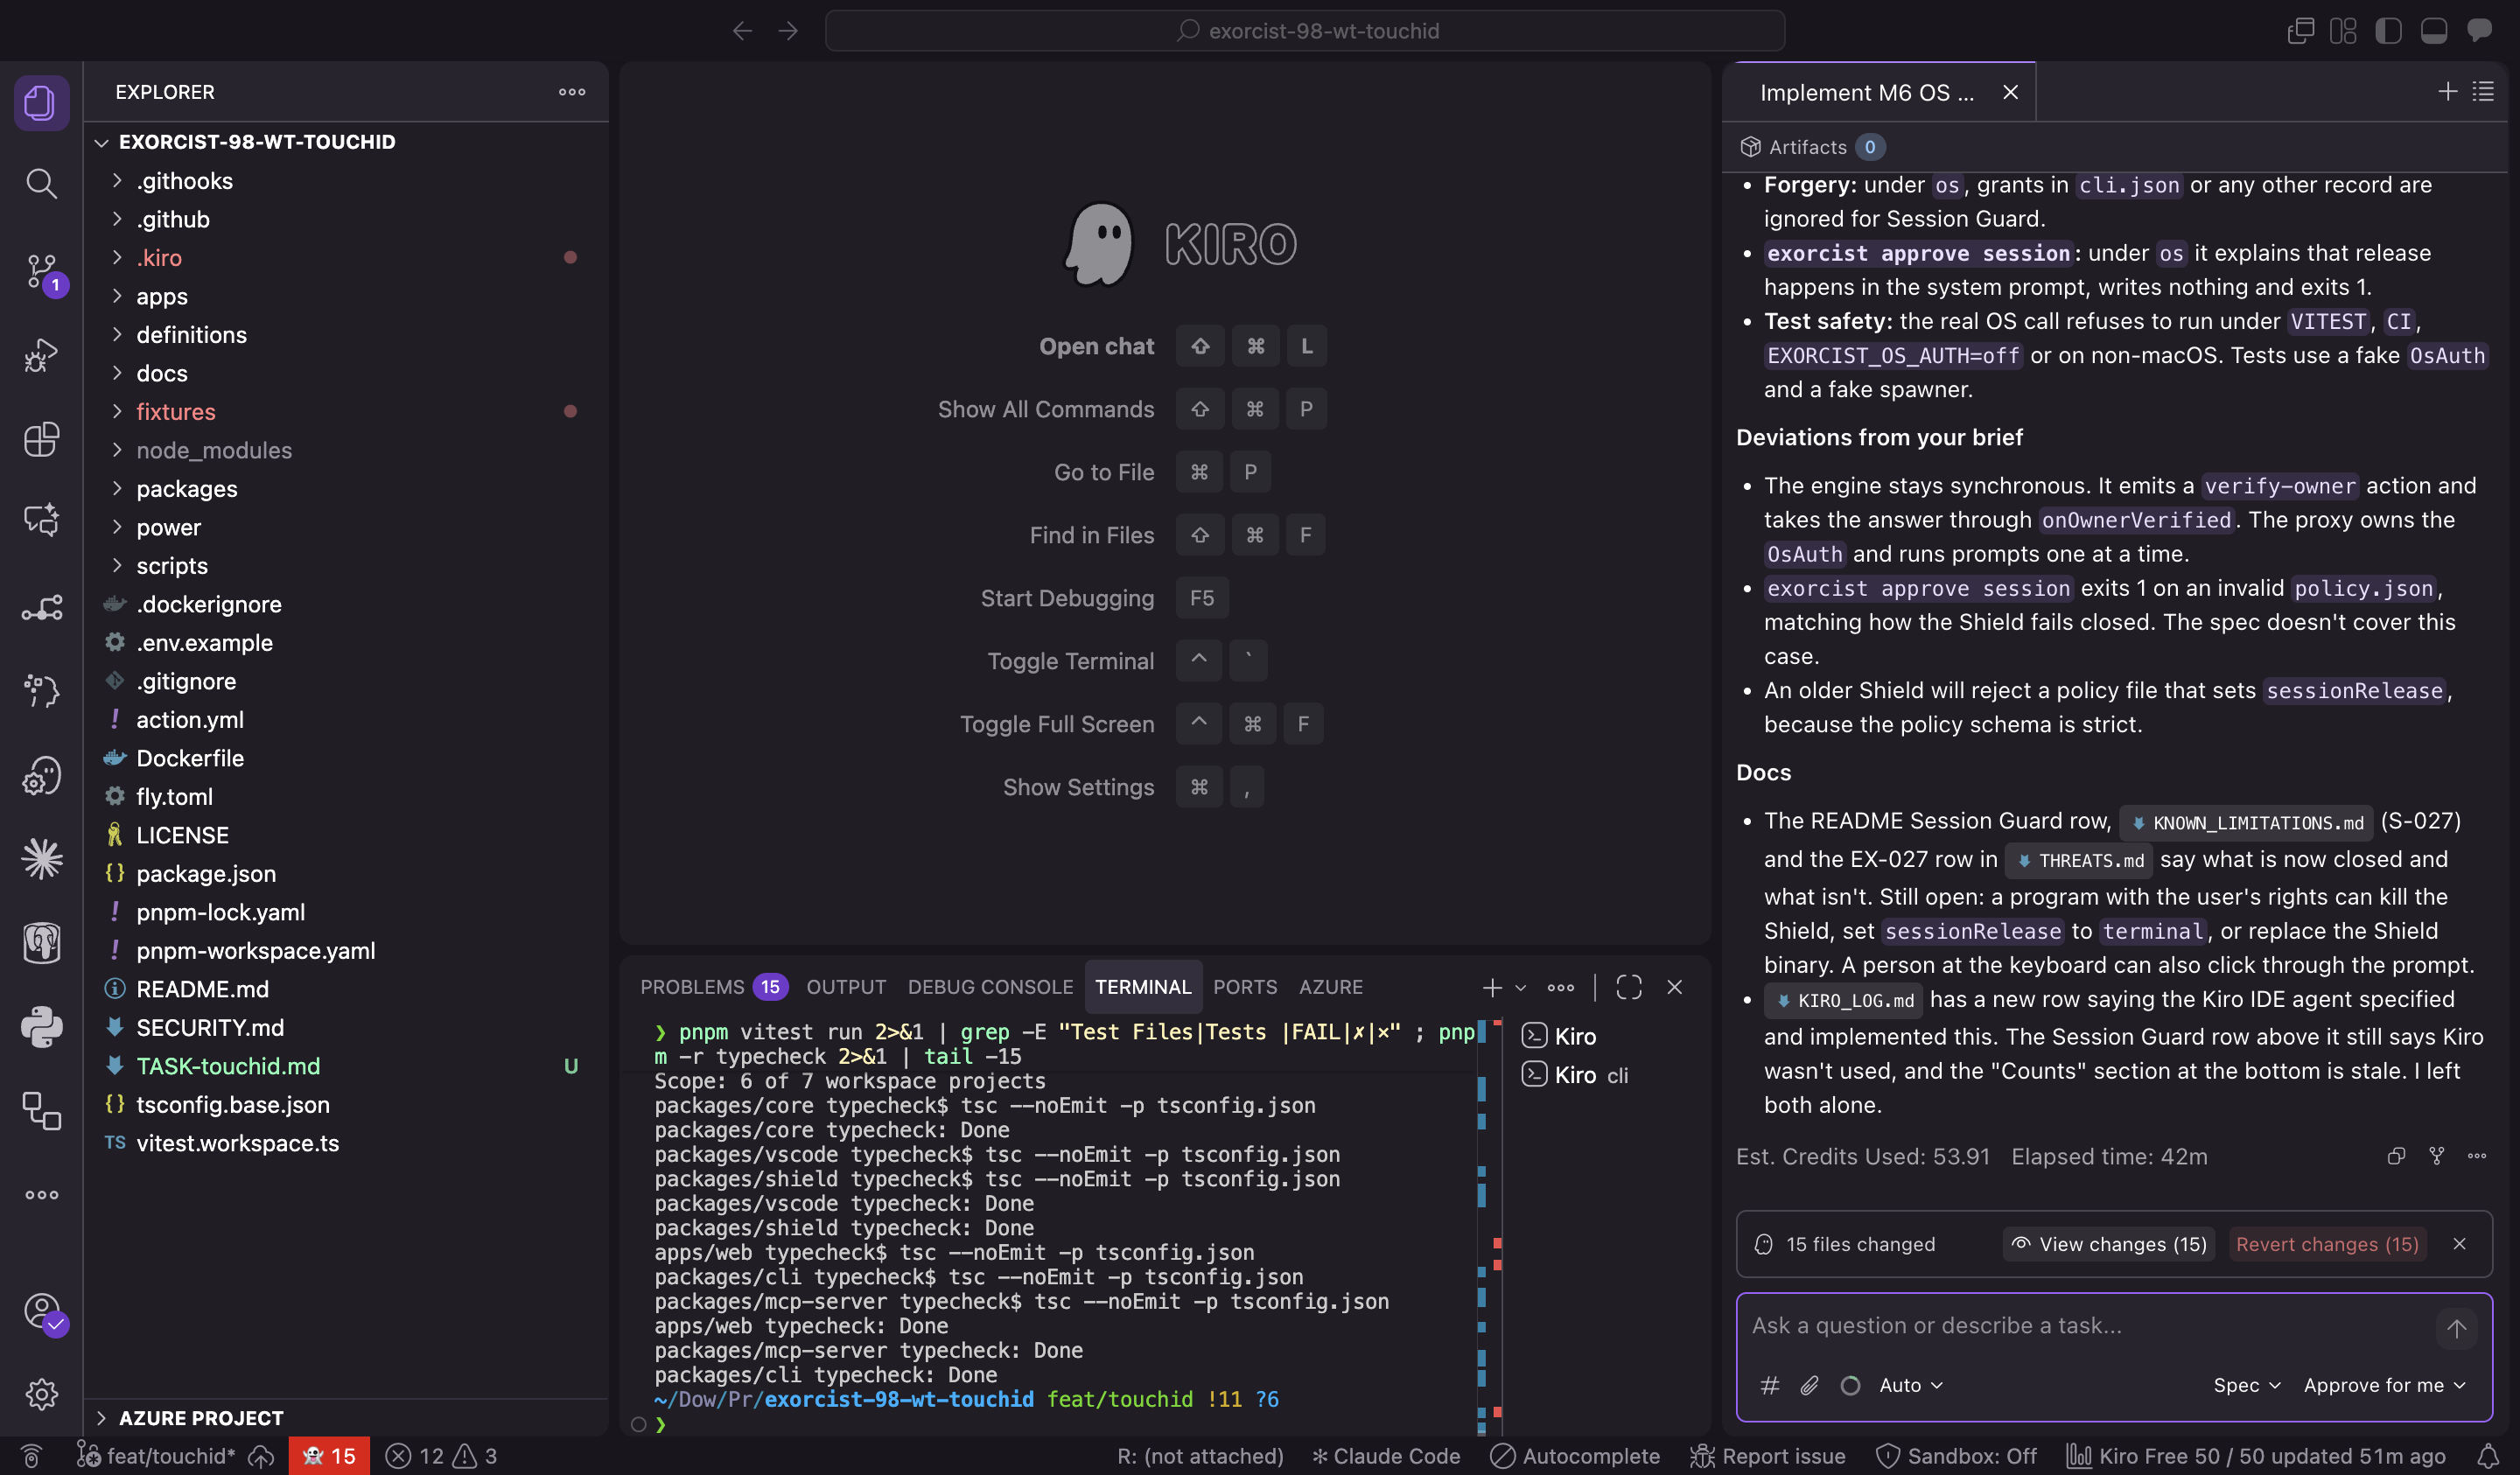 exorcist-98-wt-touchid
EXPLORER
EXORCIST-98-WT-TOUCHID
.githooks
.github
.kiro
apps
definitions
docs
fixtures
node_modules
packages
power
scripts
.dockerignore
.env.example
.gitignore
! action.yml
Dockerfile
fly.toml
LICENSE
{} package.json
! pnpm-lock.yaml
! pnpm-workspace.yaml
README.md
SECURITY.md
TASK-touchid.md U
{} tsconfig.base.json
TS vitest.workspace.ts
AZURE PROJECT
1
KIRO
Open chat ⇧ ⌘ L
Show All Commands ⇧ ⌘ P
Go to File ⌘ P
Find in Files ⇧ ⌘ F
Start Debugging F5
Toggle Terminal ^ `
Toggle Full Screen ^ ⌘ F
Show Settings ⌘ ,
PROBLEMS 15 OUTPUT DEBUG CONSOLE TERMINAL PORTS AZURE
❯ pnpm vitest run 2>&1 | grep -E "Test Files|Tests |FAIL|✗|×" ; pnp
m -r typecheck 2>&1 | tail -15
Scope: 6 of 7 workspace projects
packages/core typecheck$ tsc --noEmit -p tsconfig.json
packages/core typecheck: Done
packages/vscode typecheck$ tsc --noEmit -p tsconfig.json
packages/shield typecheck$ tsc --noEmit -p tsconfig.json
packages/vscode typecheck: Done
packages/shield typecheck: Done
apps/web typecheck$ tsc --noEmit -p tsconfig.json
packages/cli typecheck$ tsc --noEmit -p tsconfig.json
packages/mcp-server typecheck$ tsc --noEmit -p tsconfig.json
apps/web typecheck: Done
packages/mcp-server typecheck: Done
packages/cli typecheck: Done
~/Dow/Pr/exorcist-98-wt-touchid feat/touchid !11 ?6
❯
Kiro
Kiro cli
Implement M6 OS ...
Artifacts 0
• Forgery: under os, grants in cli.json or any other record are
ignored for Session Guard.
• exorcist approve session: under os it explains that release
happens in the system prompt, writes nothing and exits 1.
• Test safety: the real OS call refuses to run under VITEST, CI,
EXORCIST_OS_AUTH=off or on non-macOS. Tests use a fake OsAuth
and a fake spawner.
Deviations from your brief
• The engine stays synchronous. It emits a verify-owner action and
takes the answer through onOwnerVerified. The proxy owns the
OsAuth and runs prompts one at a time.
• exorcist approve session exits 1 on an invalid policy.json,
matching how the Shield fails closed. The spec doesn't cover this
case.
• An older Shield will reject a policy file that sets sessionRelease,
because the policy schema is strict.
Docs
• The README Session Guard row, KNOWN_LIMITATIONS.md (S-027)
and the EX-027 row in THREATS.md say what is now closed and
what isn't. Still open: a program with the user's rights can kill the
Shield, set sessionRelease to terminal, or replace the Shield
binary. A person at the keyboard can also click through the prompt.
• KIRO_LOG.md has a new row saying the Kiro IDE agent specified
and implemented this. The Session Guard row above it still says Kiro
wasn't used, and the "Counts" section at the bottom is stale. I left
both alone.
Est. Credits Used: 53.91 Elapsed time: 42m
15 files changed View changes (15) Revert changes (15)
Ask a question or describe a task...
# Auto Spec Approve for me
feat/touchid* 15 12 3 R: (not attached) Claude Code Autocomplete Report issue Sandbox: Off Kiro Free 50 / 50 updated 51m ago